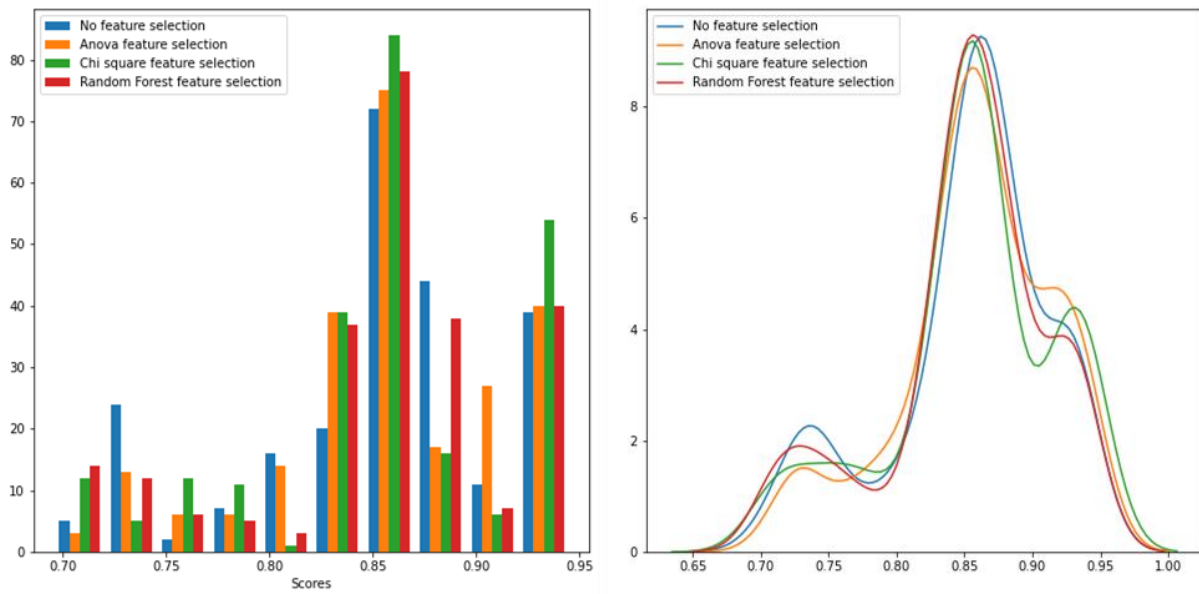 No feature selection
Anova feature selection
Chi square feature selection
Random Forest feature selection
80
70
60
50
40
30
20
10
0
0.70 0.75 0.80 0.85 0.90 0.95
Scores
No feature selection
Anova feature selection
Chi square feature selection
Random Forest feature selection
8
6
4
2
0
0.65 0.70 0.75 0.80 0.85 0.90 0.95 1.00